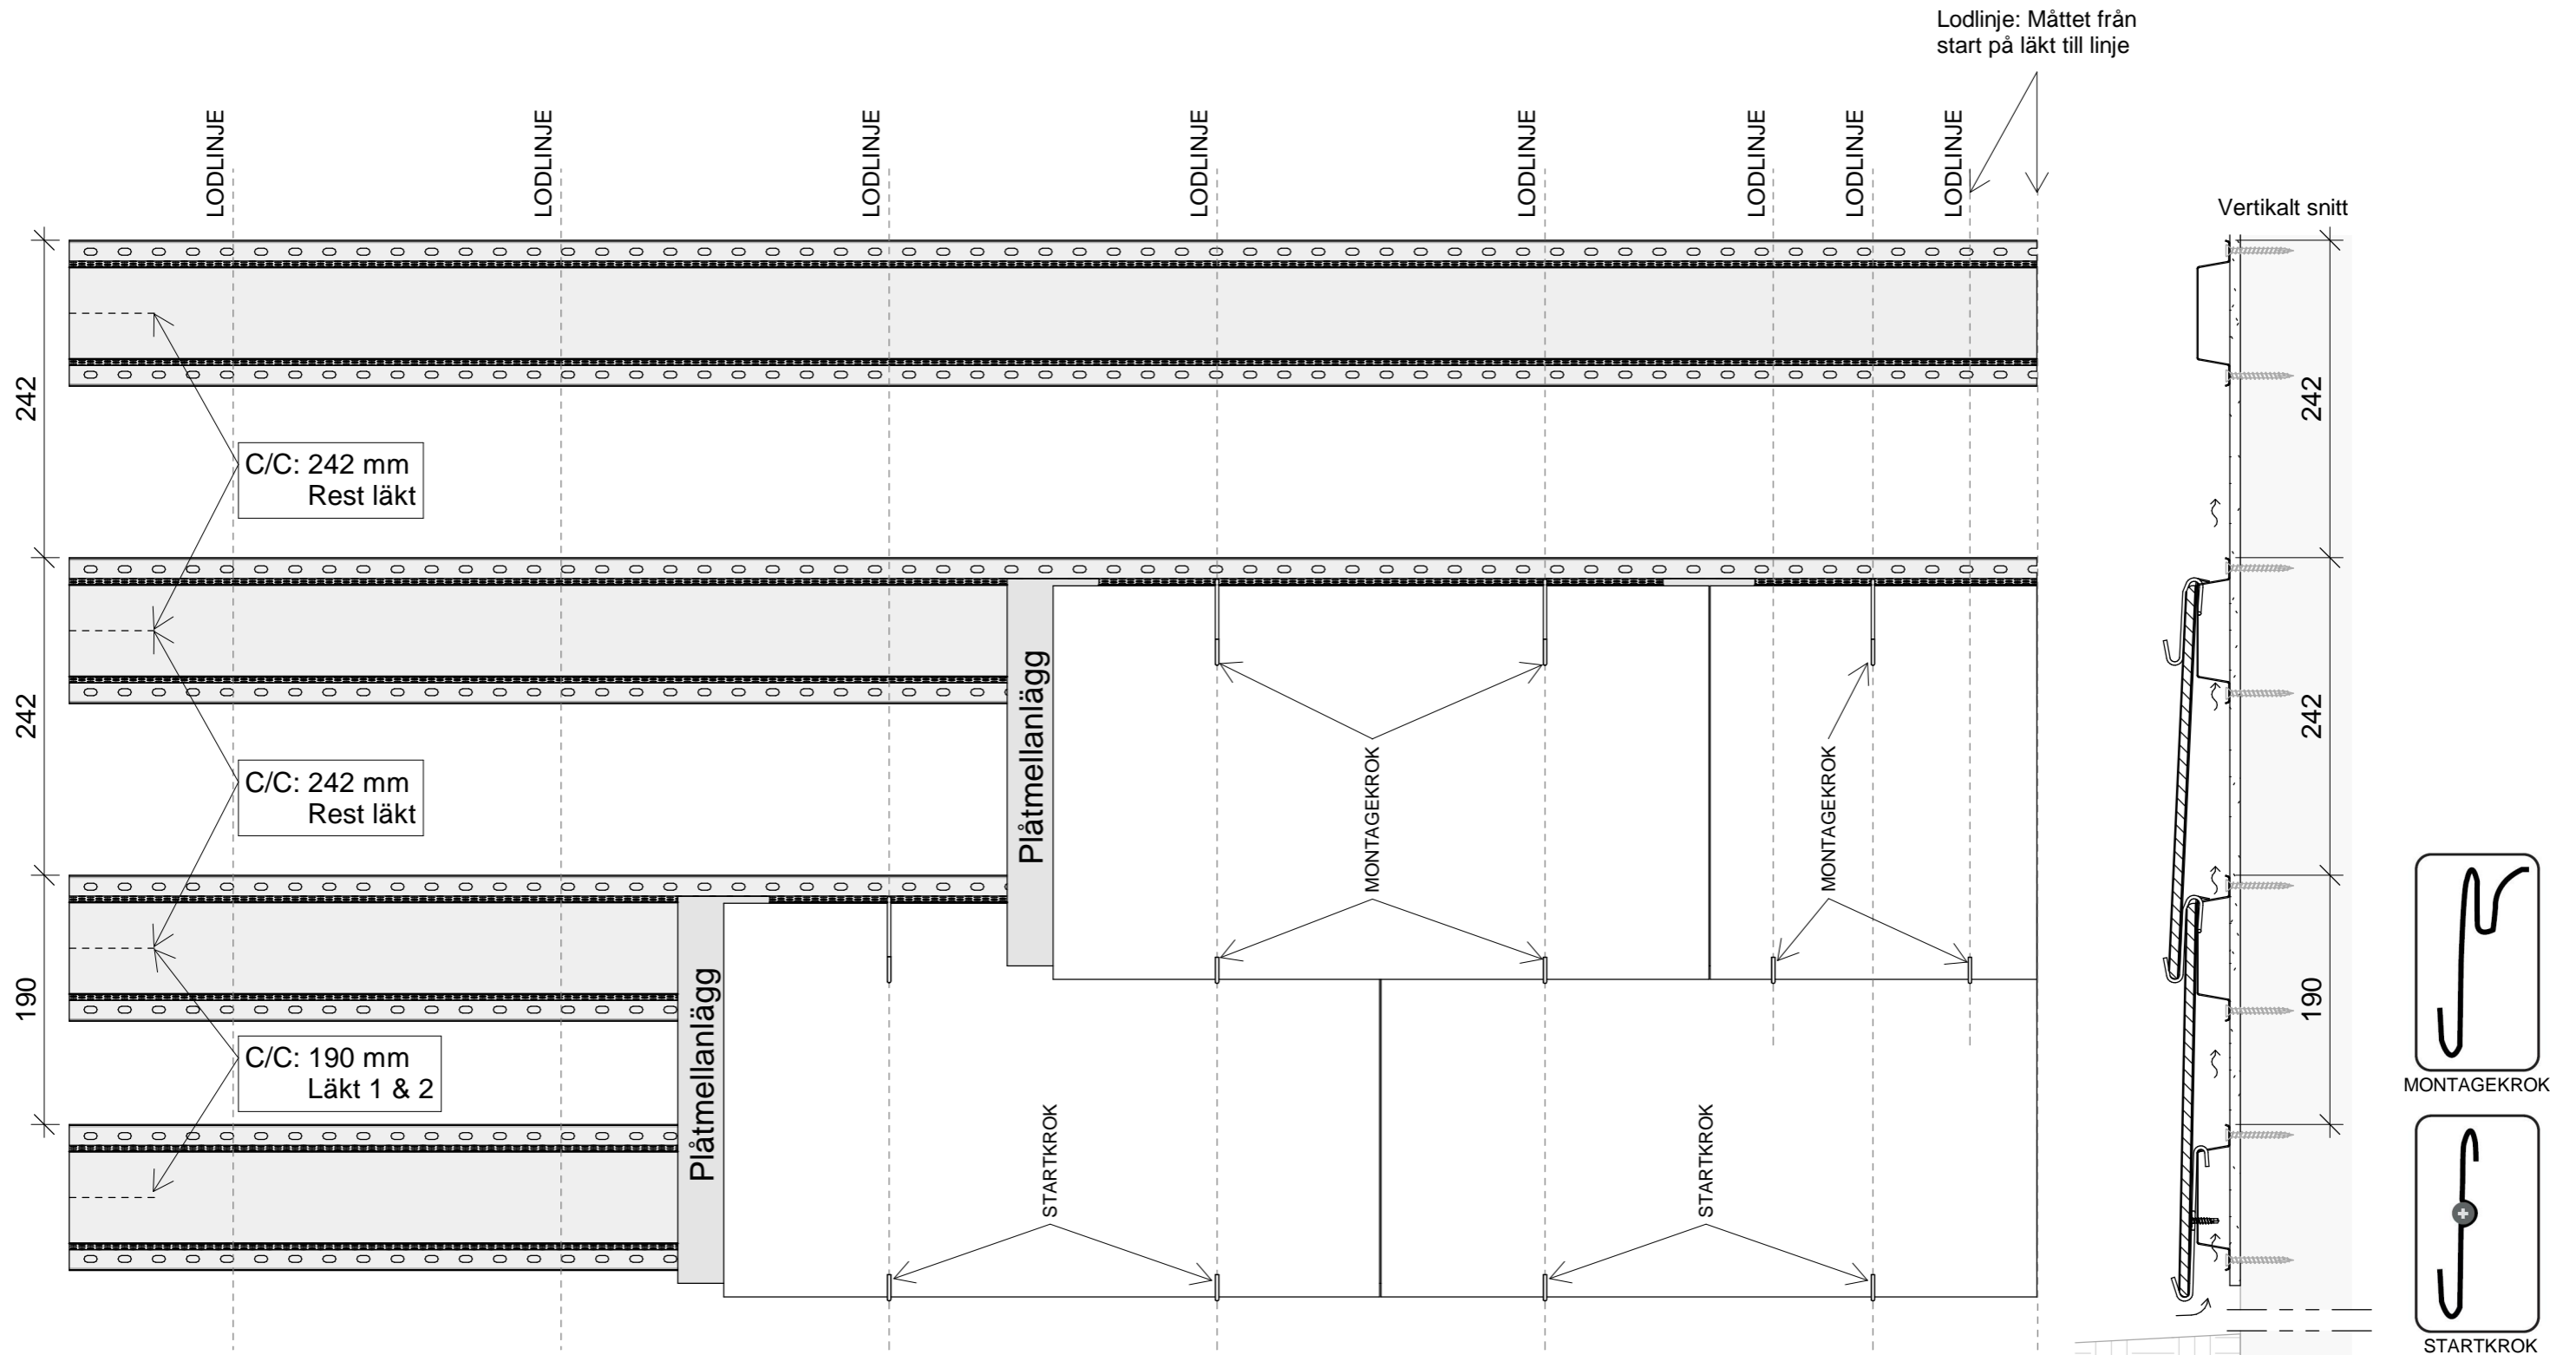 Lodlinje: Måttet från
start på läkt till linje
LODLINJE
LODLINJE
LODLINJE
LODLINJE
LODLINJE
LODLINJE
LODLINJE
LODLINJE
Vertikalt snitt
242
C/C: 242 mm
Rest läkt
242
242
C/C: 242 mm
Rest läkt
Plåtmellanlägg
MONTAGEKROK
MONTAGEKROK
242
190
C/C: 190 mm
Läkt 1 & 2
Plåtmellanlägg
STARTKROK
STARTKROK
190
MONTAGEKROK
STARTKROK